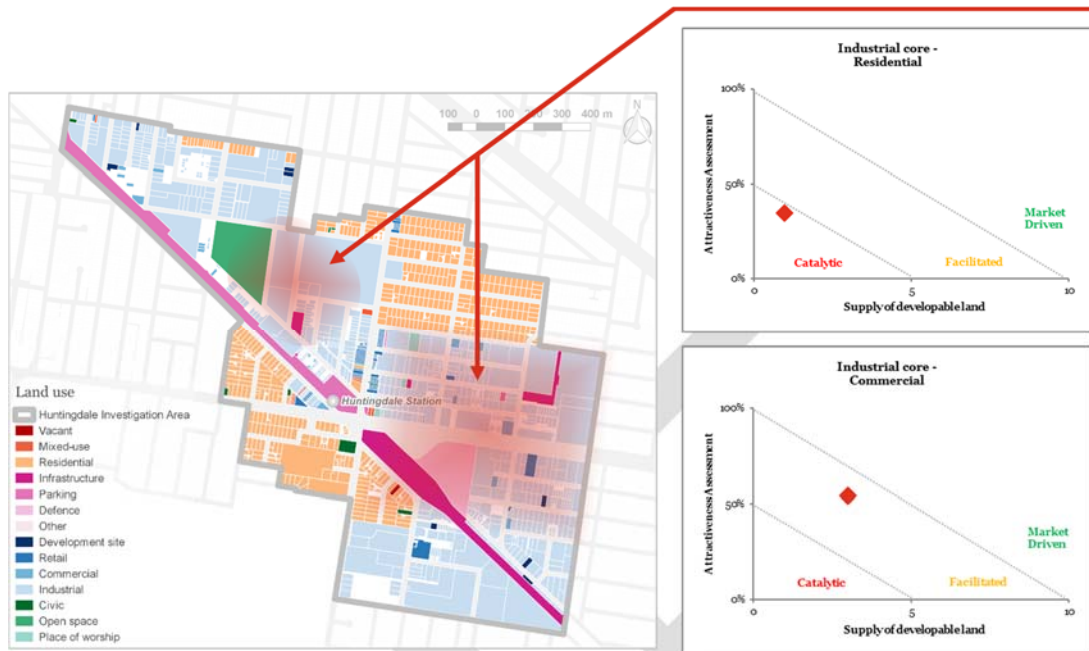 100 0 100 200 300 400 m
N
Huntingdale Station
Land use
Huntingdale Investigation Area
Vacant
Mixed-use
Residential
Infrastructure
Parking
Defence
Other
Development site
Retail
Commercial
Industrial
Civic
Open space
Place of worship
Industrial core -
Residential
100%
50%
0%
Attractiveness Assessment
Market
Driven
Catalytic
Facilitated
0
5
10
Supply of developable land
Industrial core -
Commercial
100%
50%
0%
Attractiveness Assessment
Market
Driven
Catalytic
Facilitated
0
5
10
Supply of developable land